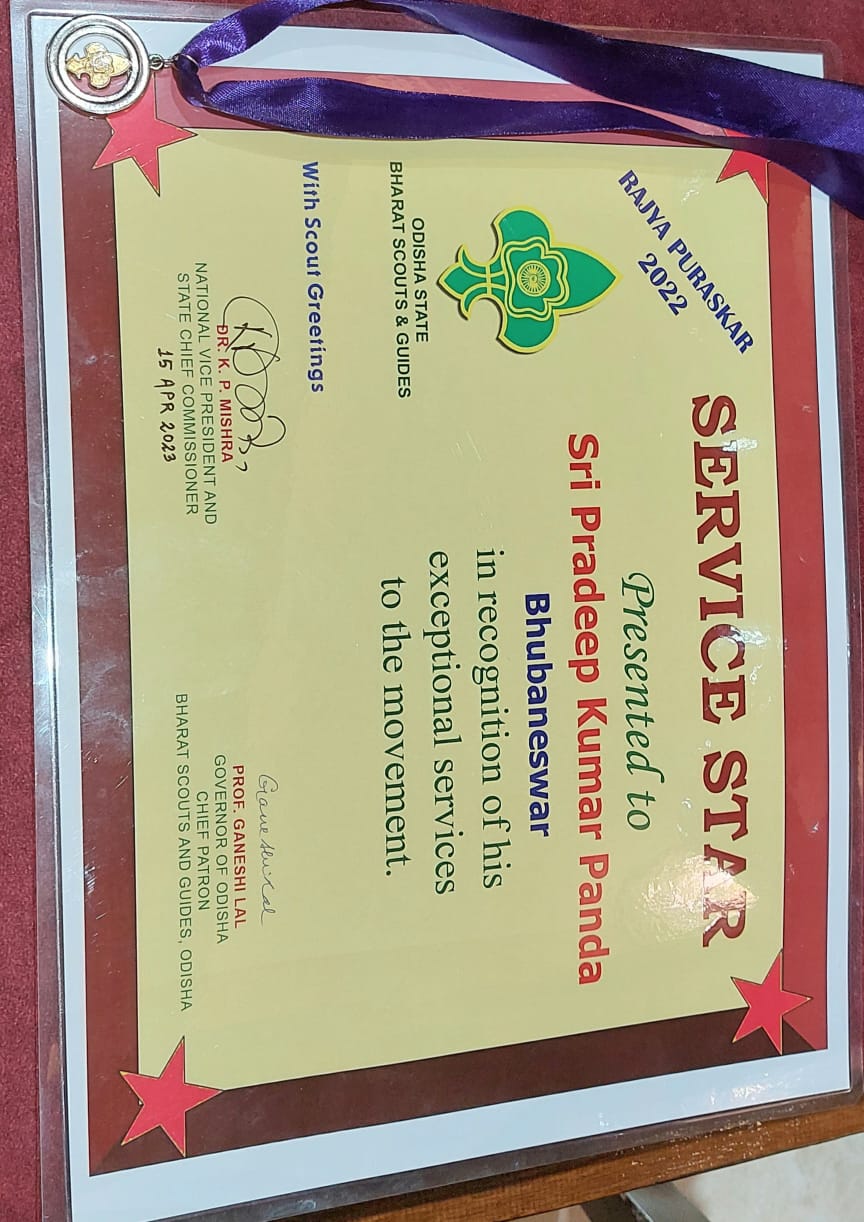 RAJYA PURASKAR
2022
SERVICE STAR
Presented to
Sri Pradeep Kumar Panda
Bhubaneswar
in recognition of his
exceptional services
to the movement.
ODISHA STATE
BHARAT SCOUTS & GUIDES
With Scout Greetings
DR. K. P. MISHRA
NATIONAL VICE PRESIDENT AND
STATE CHIEF COMMISSIONER
15 APR 2023
Ganeshi Lal
PROF. GANESHI LAL
GOVERNOR OF ODISHA
CHIEF PATRON
BHARAT SCOUTS AND GUIDES, ODISHA